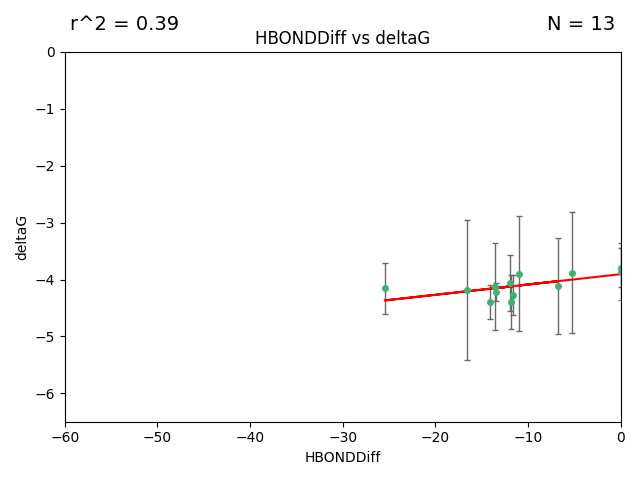 r^2 = 0.39
N = 13
HBONDDiff vs deltaG
0
−1
−2
−3
−4
−5
−6
deltaG
−60
−50
−40
−30
−20
−10
0
HBONDDiff